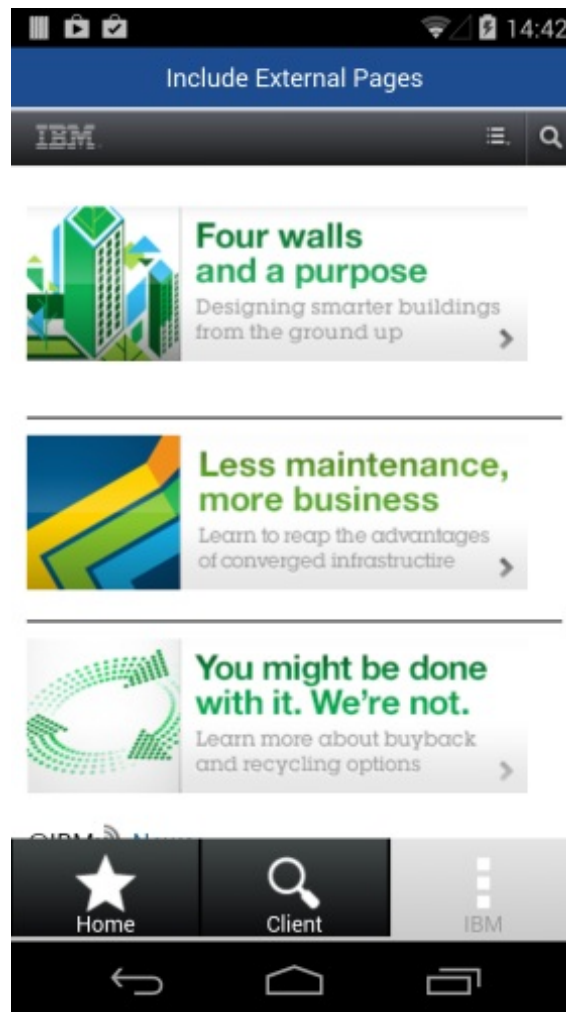 14:42
Include External Pages
IBM.
Four walls
and a purpose
Designing smarter buildings
from the ground up
Less maintenance,
more business
Learn to reap the advantages
of converged infrastructire
You might be done
with it. We're not.
Learn more about buyback
and recycling options
@IBM News
Home
Client
IBM